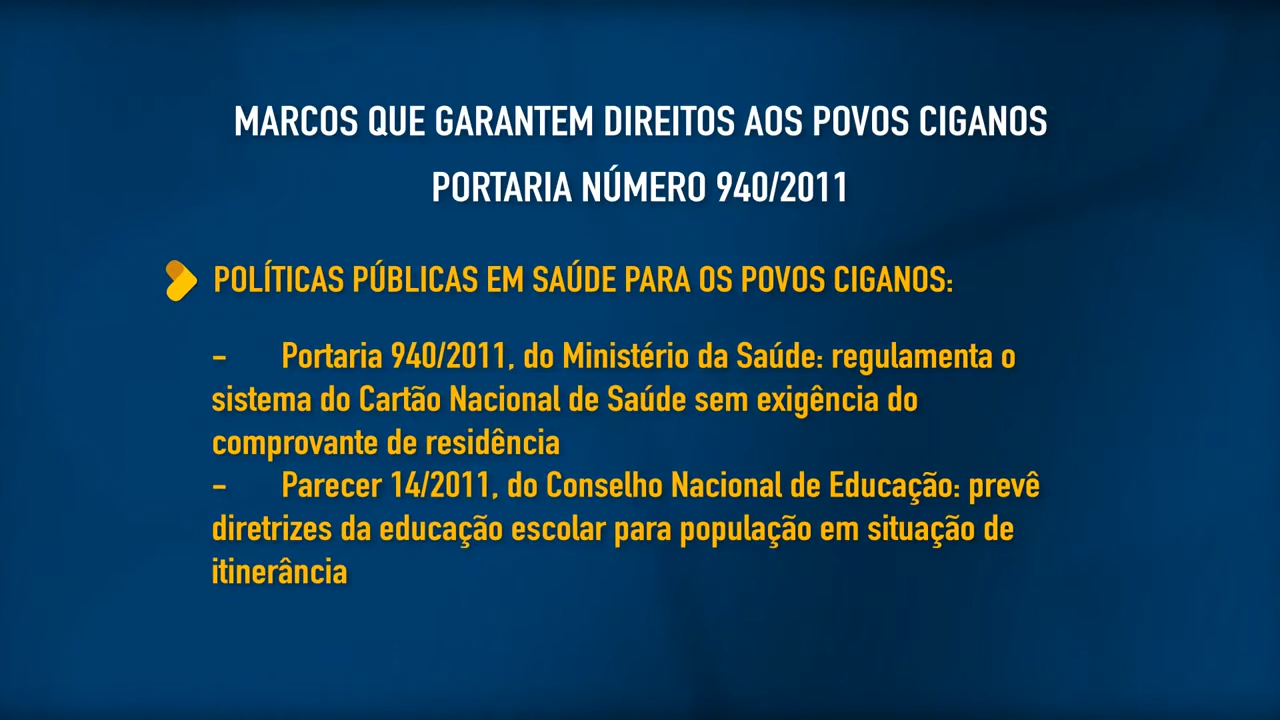 MARCOS QUE GARANTEM DIREITOS AOS POVOS CIGANOS
PORTARIA NÚMERO 940/2011
POLÍTICAS PÚBLICAS EM SAÚDE PARA OS POVOS CIGANOS:
- Portaria 940/2011, do Ministério da Saúde: regulamenta o
sistema do Cartão Nacional de Saúde sem exigência do
comprovante de residência
- Parecer 14/2011, do Conselho Nacional de Educação: prevê
diretrizes da educação escolar para população em situação de
itinerância